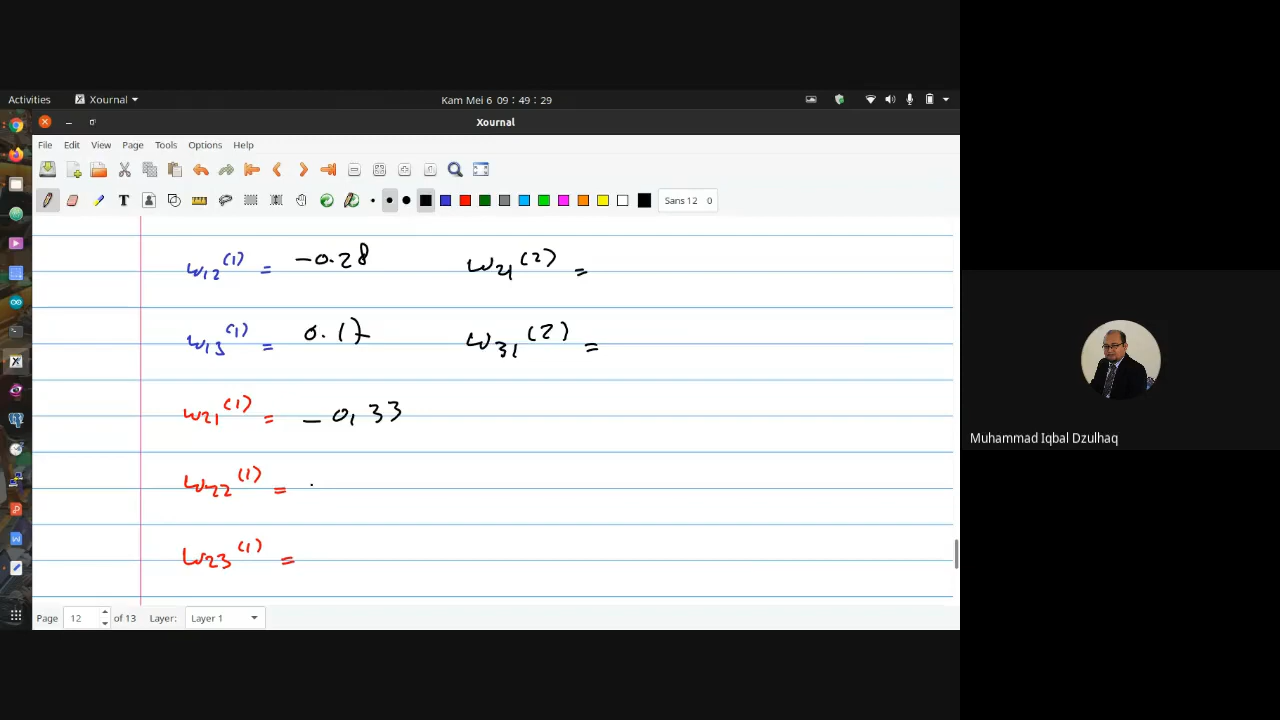 Activities Xournal Kam Mei 6 09:49:29
Xournal
File Edit View Page Tools Options Help
T Sans 12 0
w12(1) = -0.28 w21(2) =
w13(1) = 0.17 w31(2) =
w21(1) = -0,33
w22(1) =
w23(1) =
Page 12 of 13 Layer: Layer 1
Muhammad Iqbal Dzulhaq